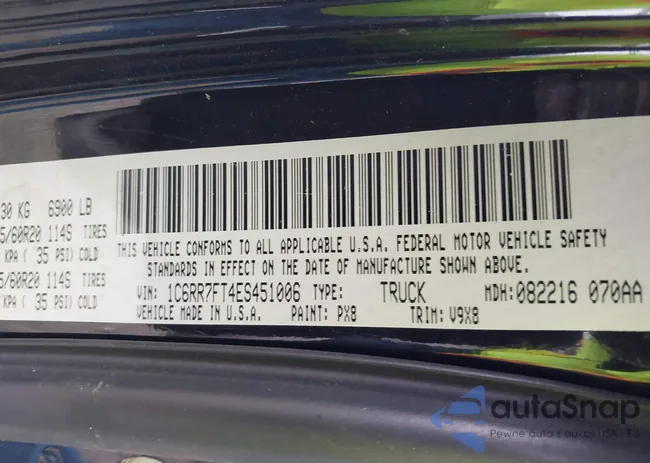 30 KG 6900 LB
5/60R20 114S TIRES
KPA ( 35 PSI) COLD
5/60R20 114S TIRES
KPA ( 35 PSI) COLD
THIS VEHICLE CONFORMS TO ALL APPLICABLE U.S.A. FEDERAL MOTOR VEHICLE SAFETY
STANDARDS IN EFFECT ON THE DATE OF MANUFACTURE SHOWN ABOVE.
VIN: 1C6RR7FT4ES451006 TYPE: TRUCK MDH: 082216 070AA
VEHICLE MADE IN U.S.A. PAINT: PX8 TRIM: V9X8
autoSnap
Pewne auta z aukcji USA i EU